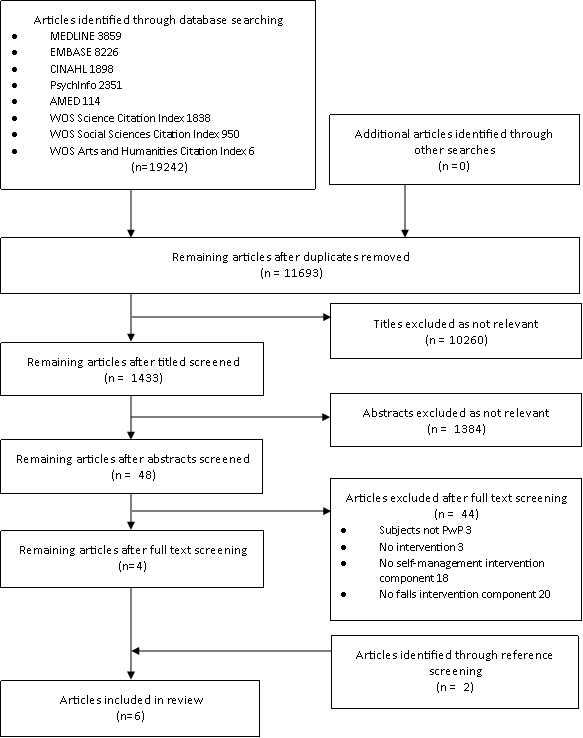 Articles identified through database searching
● MEDLINE 3859
● EMBASE 8226
● CINAHL 1898
● PsychInfo 2351
● AMED 114
● WOS Science Citation Index 1838
● WOS Social Sciences Citation Index 950
● WOS Arts and Humanities Citation Index 6
(n=19242)
Additional articles identified through
other searches
(n =0)
Remaining articles after duplicates removed
(n = 11693)
Titles excluded as not relevant
(n = 10260)
Remaining articles after titled screened
(n = 1433)
Abstracts excluded as not relevant
(n = 1384)
Remaining articles after abstracts screened
(n = 48)
Articles excluded after full text screening
(n = 44)
● Subjects not PwP 3
● No intervention 3
● No self-management intervention
component 18
● No falls intervention component 20
Remaining articles after full text screening
(n=4)
Articles identified through reference
screening
(n = 2)
Articles included in review
(n=6)